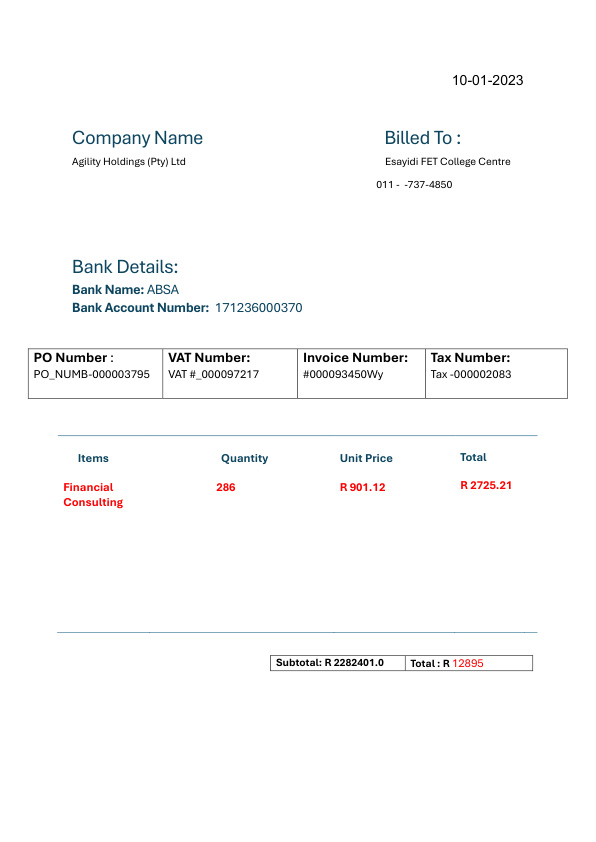 10-01-2023
Company Name
Billed To :
Agility Holdings (Pty) Ltd
Esayidi FET College Centre
011 -  -737-4850
Bank Details:
Bank Name: ABSA
Bank Account Number:  171236000370
PO Number : VAT Number: Invoice Number: Tax Number:
PO_NUMB-000003795 VAT #_000097217 #000093450Wy Tax -000002083
Items Quantity Unit Price Total
Financial 286 R 901.12 R 2725.21
Consulting
Subtotal: R 2282401.0 Total : R 12895